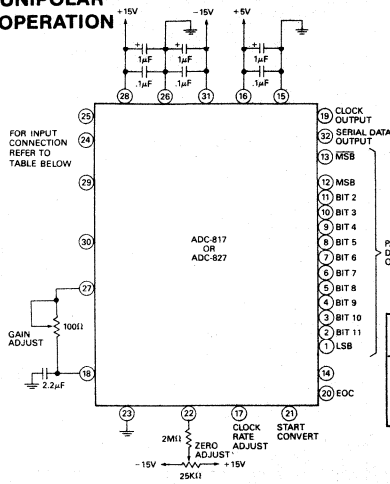 UNIPOLAR
OPERATION
+15V
-15V
+5V
+
+
+
1µF
1µF
1µF
.1µF
.1µF
.1µF
28
26
31
16
15
25
24
FOR INPUT
CONNECTION
REFER TO
TABLE BELOW
29
30
27
GAIN
ADJUST
100Ω
18
2.2µF
ADC-817
OR
ADC-827
19 CLOCK
OUTPUT
32 SERIAL DATA
OUTPUT
13 MSB
12 MSB
11 BIT 2
10 BIT 3
9 BIT 4
8 BIT 5
7 BIT 6
6 BIT 7
5 BIT 8
4 BIT 9
3 BIT 10
2 BIT 11
1 LSB
14
20 EOC
23
22
17
21
2MΩ
ZERO
ADJUST
CLOCK
RATE
ADJUST
START
CONVERT
-15V
+15V
25KΩ